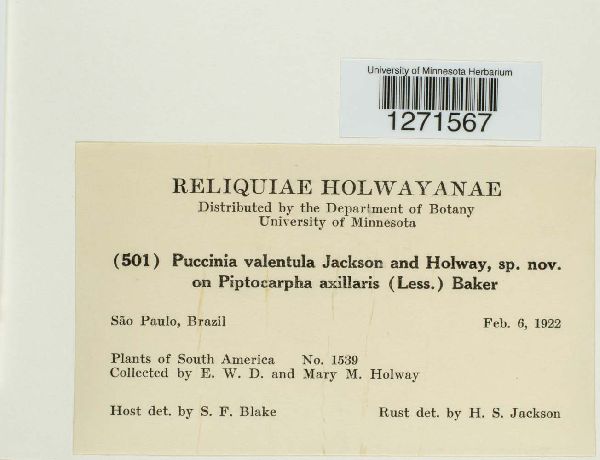 University of Minnesota Herbarium
1271567
RELIQUIAE HOLWAYANAE
Distributed by the Department of Botany
University of Minnesota
(501) Puccinia valentula Jackson and Holway, sp. nov.
on Piptocarpha axillaris (Less.) Baker
São Paulo, Brazil Feb. 6, 1922
Plants of South America No. 1539
Collected by E. W. D. and Mary M. Holway
Host det. by S. F. Blake Rust det. by H. S. Jackson